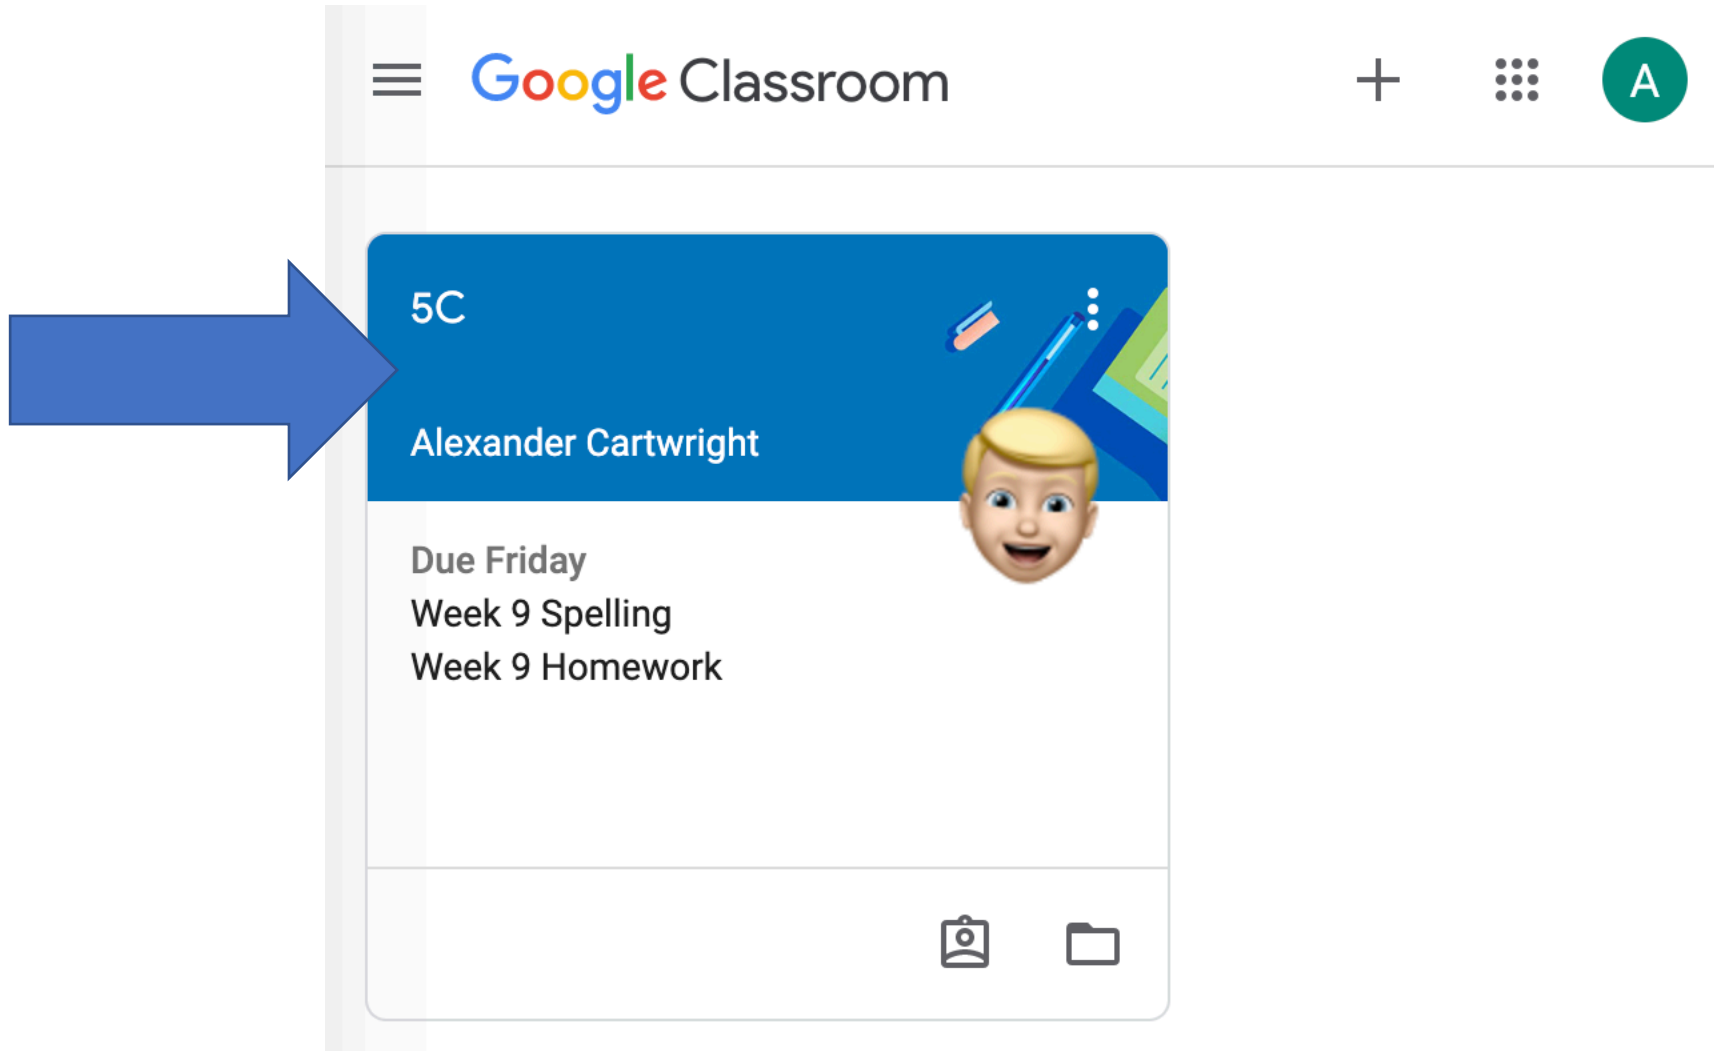 Google Classroom
A
5C
Alexander Cartwright
Due Friday
Week 9 Spelling
Week 9 Homework